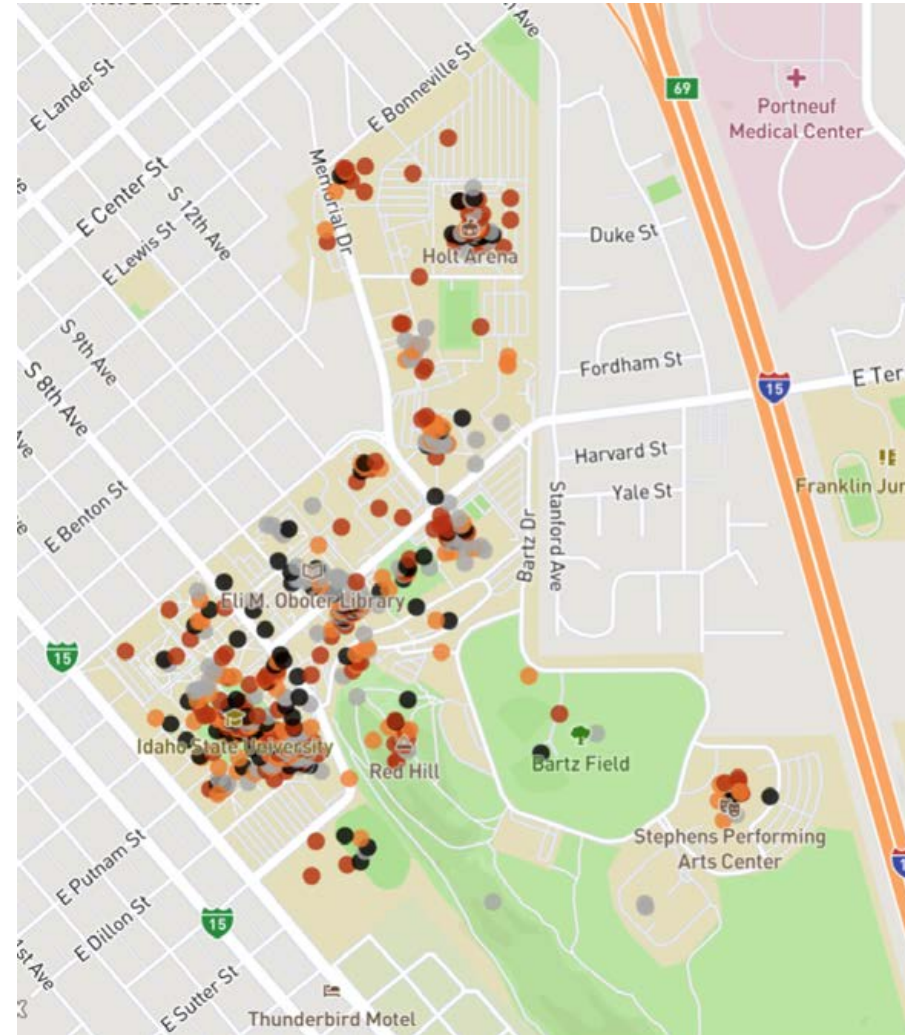 E Lander St
E Bonneville St
69
Portneuf
Medical Center
E Center St
Memorial Dr
S 12th Ave
E Lewis St
Duke St
Holt Arena
S 9th Ave
S 8th Ave
Fordham St
15
E Ter
Harvard St
Yale St
Franklin Jun
E Benton St
Stanford Ave
Bartz Dr
Eli M. Oboler Library
15
Idaho State University
Red Hill
Bartz Field
Stephens Performing
Arts Center
E Putnam St
15
E Dillon St
1st Ave
E Sutter St
Thunderbird Motel